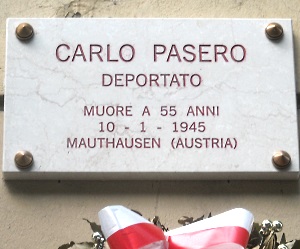 CARLO PASERO
DEPORTATO
MUORE A 55 ANNI
10 - 1 - 1945
MAUTHAUSEN (AUSTRIA)